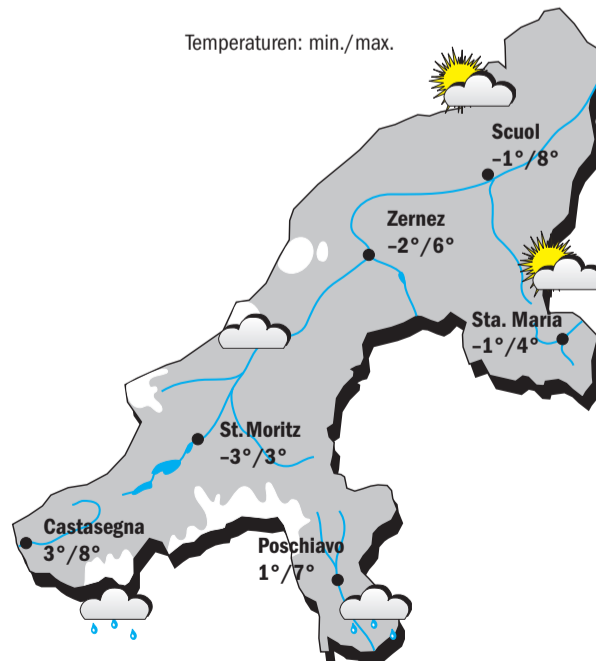 Temperaturen: min./max.
Scuol
–1°/8°
Zernez
–2°/6°
Sta. Maria
–1°/4°
St. Moritz
–3°/3°
Castasegna
3°/8°
Poschiavo
1°/7°